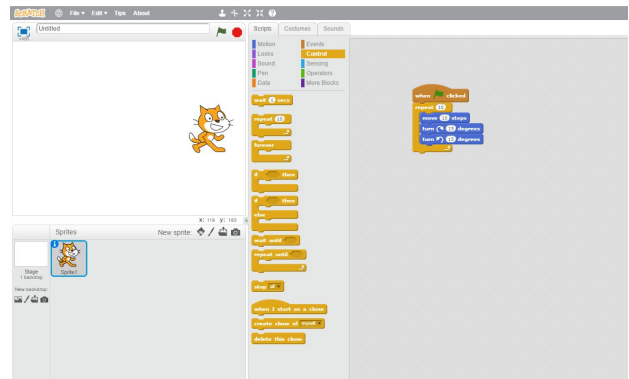 SCRATCH File▼ Edit▼ Tips About
Untitled
X: 119 y: 100
Sprites New sprite:
Stage
1 backdrop
New backdrop:
Sprite1
Scripts Costumes Sounds
Motion Events
Looks Control
Sound Sensing
Pen Operators
Data More Blocks
wait 1 secs
repeat 10
forever
if then
if then
else
wait until
repeat until
stop all
when I start as a clone
create clone of myself
delete this clone
when clicked
repeat 10
move 10 steps
turn 15 degrees
turn 15 degrees